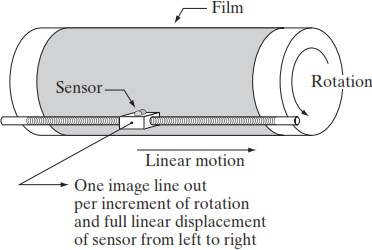 Film
Sensor
Rotation
Linear motion
One image line out
per increment of rotation
and full linear displacement
of sensor from left to right